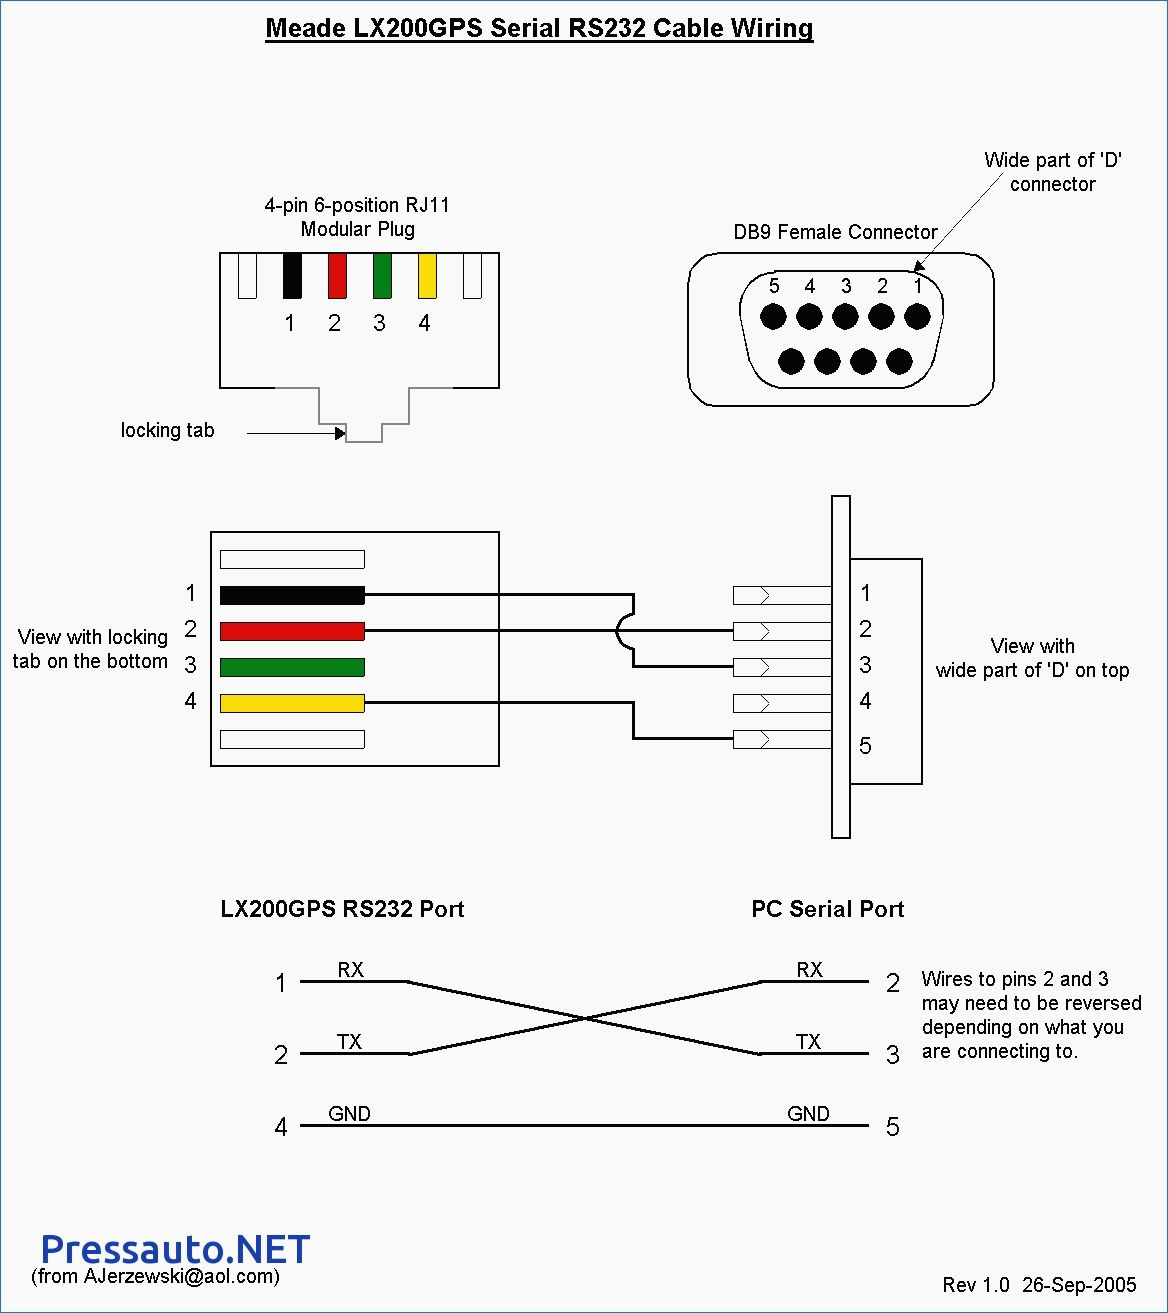 Meade LX200GPS Serial RS232 Cable Wiring
Wide part of 'D'
connector
4-pin 6-position RJ11
Modular Plug
DB9 Female Connector
5 4 3 2 1
1 2 3 4
locking tab
1
2
3
4
View with locking
tab on the bottom
1
2
3
4
5
View with
wide part of 'D' on top
LX200GPS RS232 Port
PC Serial Port
1 RX RX 2
2 TX TX 3
4 GND GND 5
Wires to pins 2 and 3
may need to be reversed
depending on what you
are connecting to.
Pressauto.NET
(from AJerzewski@aol.com)
Rev 1.0 26-Sep-2005